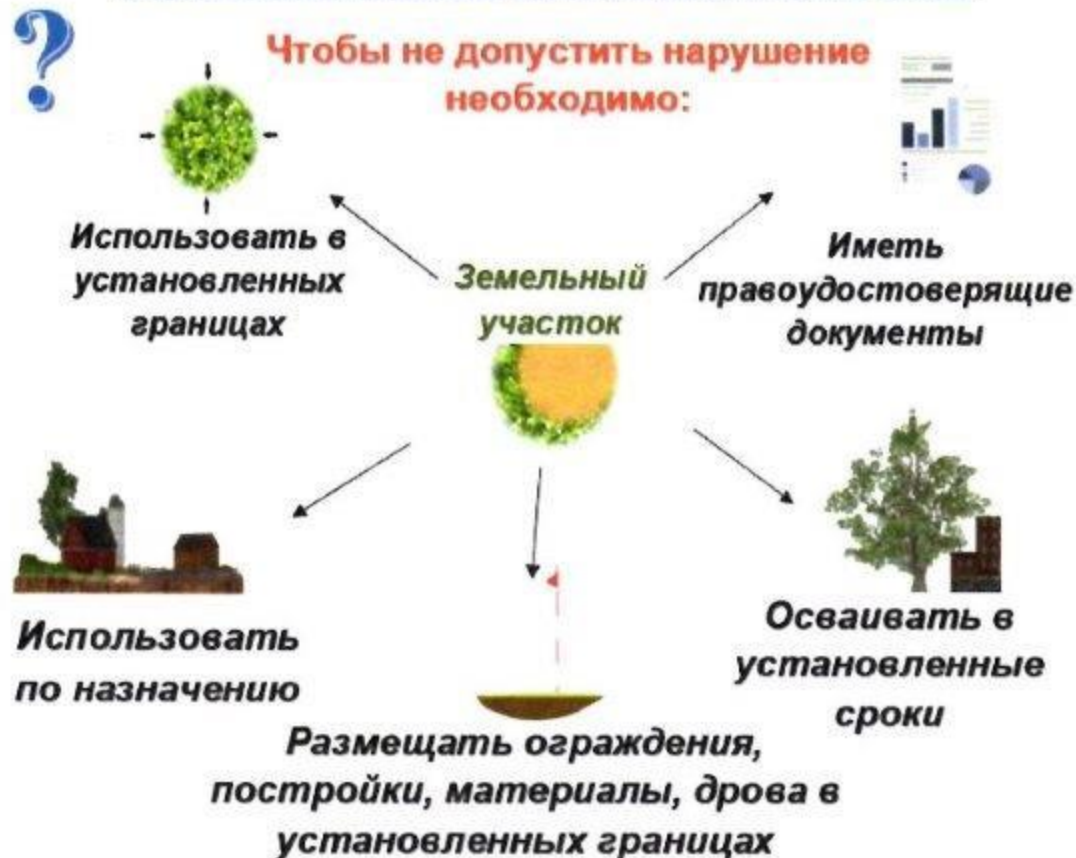 ?
Чтобы не допустить нарушение
необходимо:
Использовать в
установленных
границах
Земельный
участок
Иметь
правоудостоверящие
документы
Использовать
по назначению
Осваивать в
установленные
сроки
Размещать ограждения,
постройки, материалы, дрова в
установленных границах